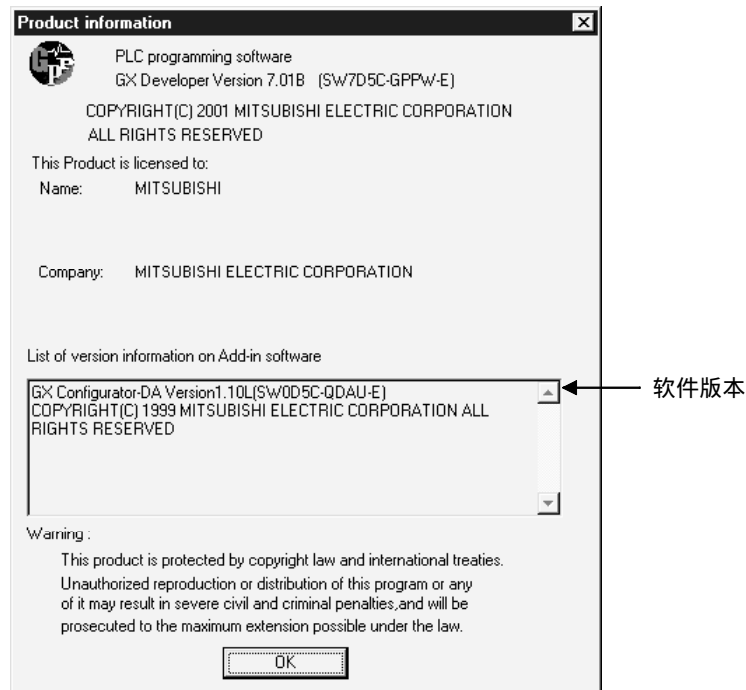 Product information
PLC programming software
GX Developer Version 7.01B (SW7D5C-GPPW-E)
COPYRIGHT(C) 2001 MITSUBISHI ELECTRIC CORPORATION
ALL RIGHTS RESERVED
This Product is licensed to:
Name: MITSUBISHI
Company: MITSUBISHI ELECTRIC CORPORATION
List of version information on Add-in software
GX Configurator-DA Version1.10L(SW0D5C-QDAU-E)
COPYRIGHT(C) 1999 MITSUBISHI ELECTRIC CORPORATION ALL
RIGHTS RESERVED
软件版本
Warning :
This product is protected by copyright law and international treaties.
Unauthorized reproduction or distribution of this program or any
of it may result in severe civil and criminal penalties,and will be
prosecuted to the maximum extension possible under the law.
OK